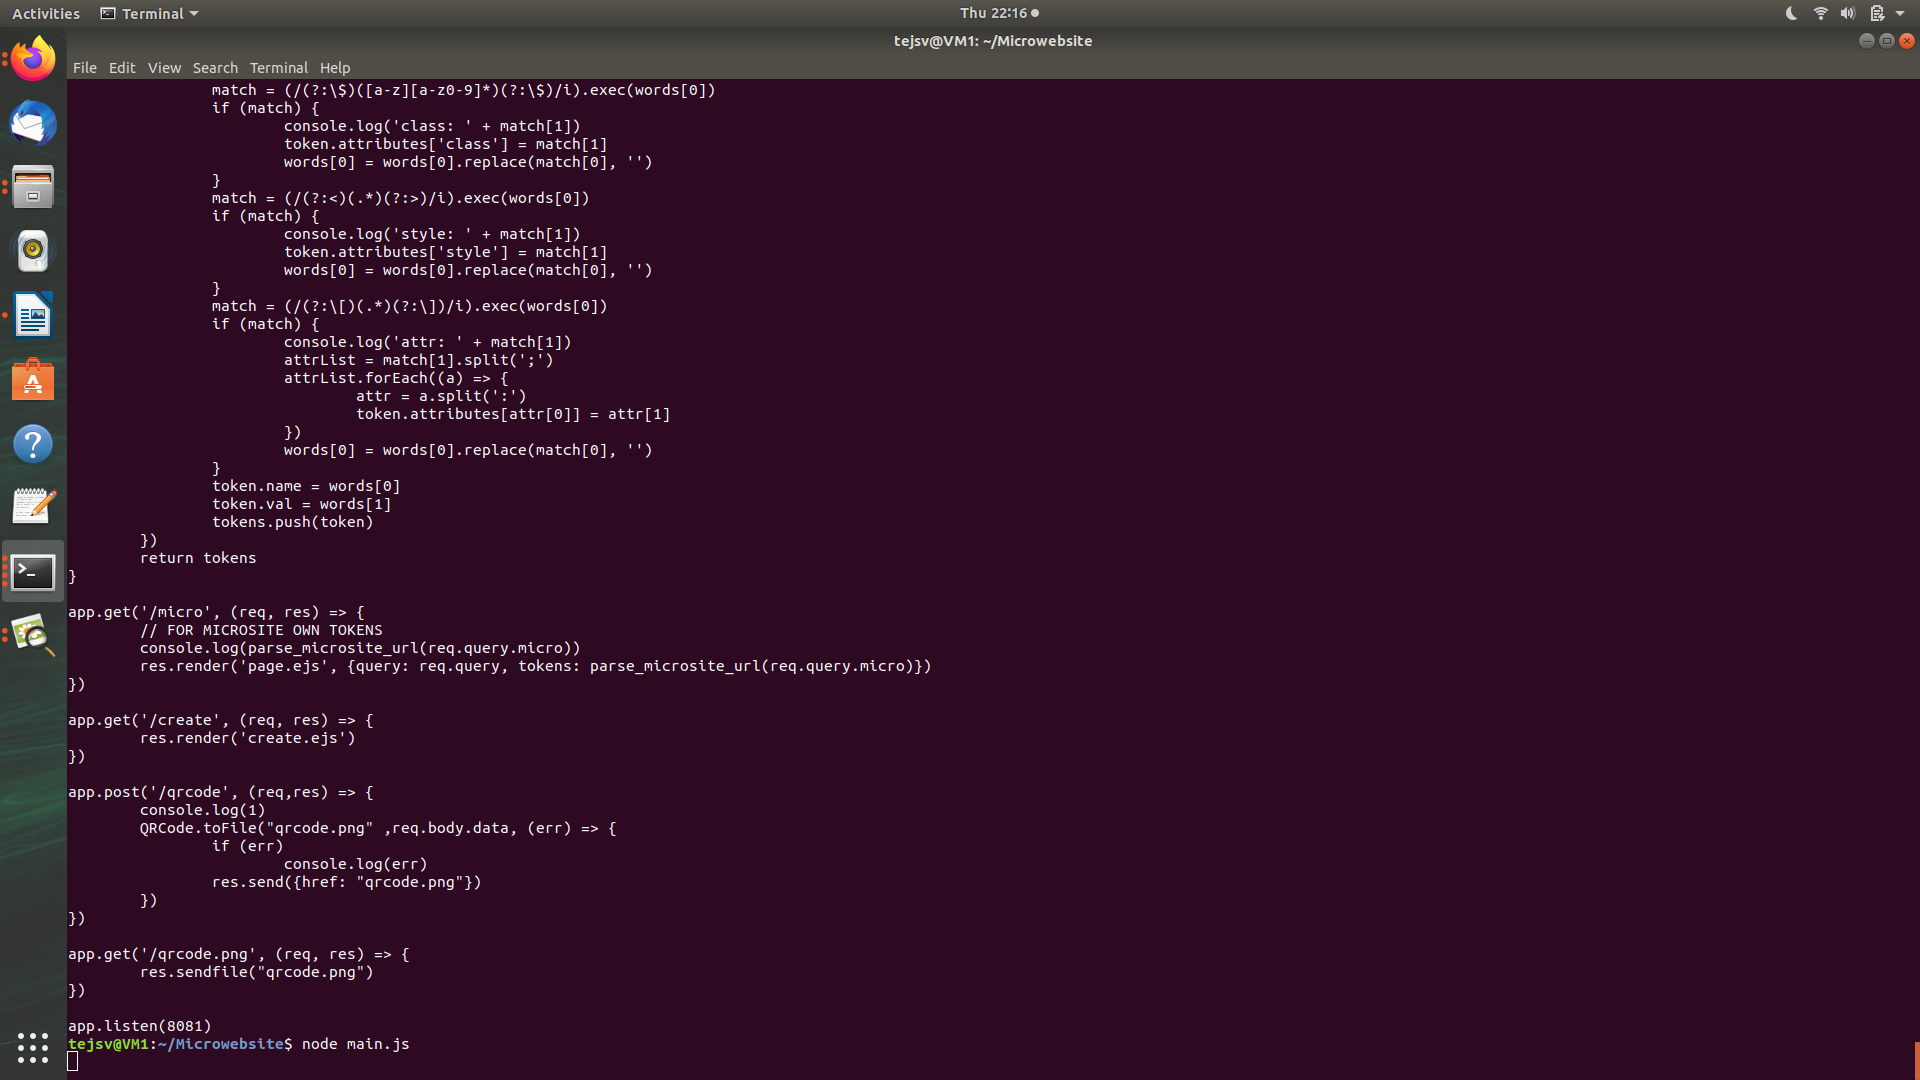 Activities Terminal Thu 22:16
tejsv@VM1: ~/Microwebsite
File Edit View Search Terminal Help
                match = (/(?:\$)([a-z][a-z0-9]*)(?:\$)/i).exec(words[0])
                if (match) {
                        console.log('class: ' + match[1])
                        token.attributes['class'] = match[1]
                        words[0] = words[0].replace(match[0], '')
                }
                match = (/(?:<)(.*)(?:>)/i).exec(words[0])
                if (match) {
                        console.log('style: ' + match[1])
                        token.attributes['style'] = match[1]
                        words[0] = words[0].replace(match[0], '')
                }
                match = (/(?:\[)(.*)(?:\])/i).exec(words[0])
                if (match) {
                        console.log('attr: ' + match[1])
                        attrList = match[1].split(';')
                        attrList.forEach((a) => {
                                attr = a.split(':')
                                token.attributes[attr[0]] = attr[1]
                        })
                        words[0] = words[0].replace(match[0], '')
                }
                token.name = words[0]
                token.val = words[1]
                tokens.push(token)
        })
        return tokens
}

app.get('/micro', (req, res) => {
        // FOR MICROSITE OWN TOKENS
        console.log(parse_microsite_url(req.query.micro))
        res.render('page.ejs', {query: req.query, tokens: parse_microsite_url(req.query.micro)})
})

app.get('/create', (req, res) => {
        res.render('create.ejs')
})

app.post('/qrcode', (req,res) => {
        console.log(1)
        QRCode.toFile("qrcode.png" ,req.body.data, (err) => {
                if (err)
                        console.log(err)
                res.send({href: "qrcode.png"})
        })
})

app.get('/qrcode.png', (req, res) => {
        res.sendfile("qrcode.png")
})

app.listen(8081)
tejsv@VM1:~/Microwebsite$ node main.js